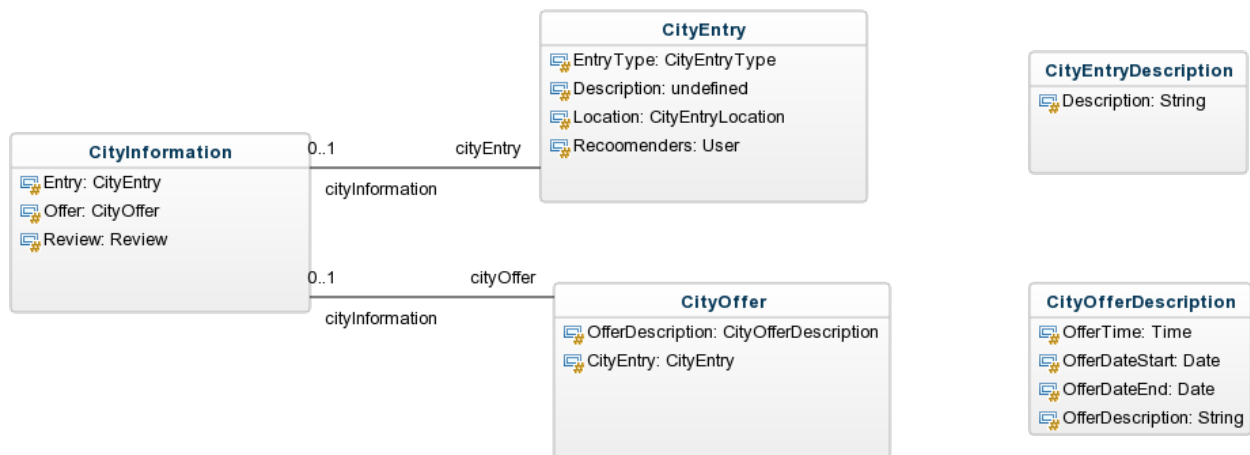 CityEntry
EntryType: CityEntryType
Description: undefined
Location: CityEntryLocation
Recoomenders: User
CityEntryDescription
Description: String
CityInformation
Entry: CityEntry
Offer: CityOffer
Review: Review
0..1
cityEntry
cityInformation
0..1
cityOffer
cityInformation
CityOffer
OfferDescription: CityOfferDescription
CityEntry: CityEntry
CityOfferDescription
OfferTime: Time
OfferDateStart: Date
OfferDateEnd: Date
OfferDescription: String